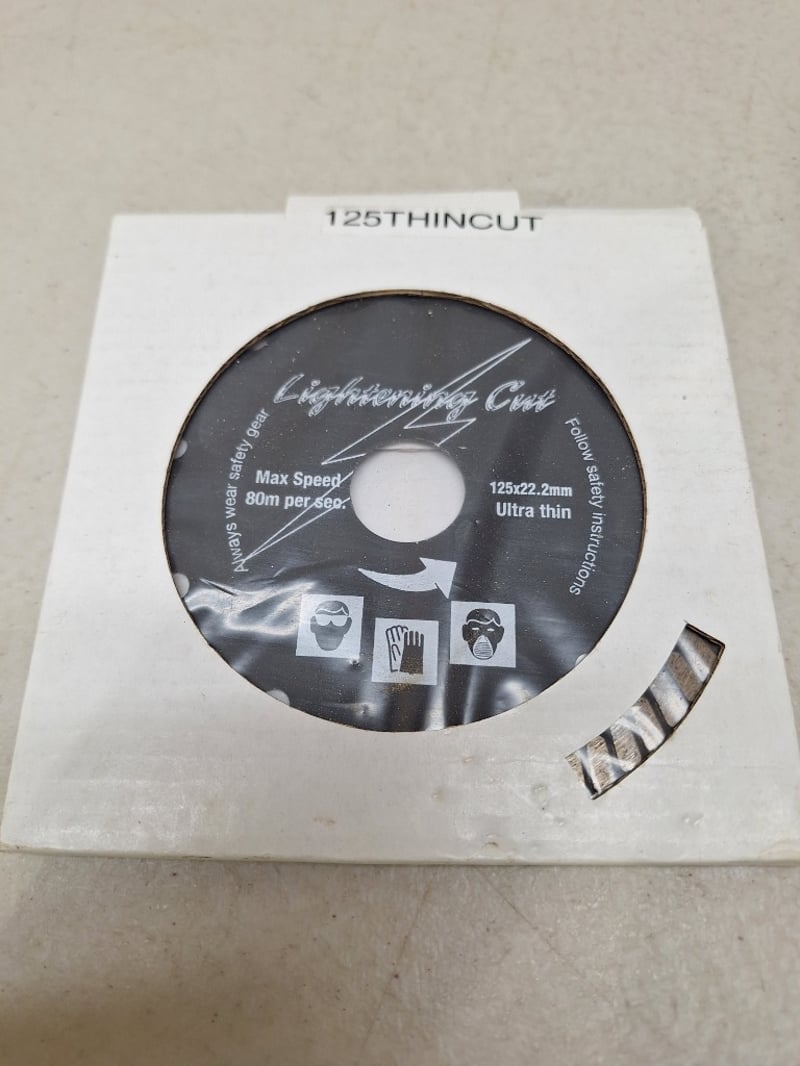 125THINCUT
Lightening Cut
Always wear safety gear
Max Speed
80m per sec.
125x22.2mm
Ultra thin
Follow safety instructions